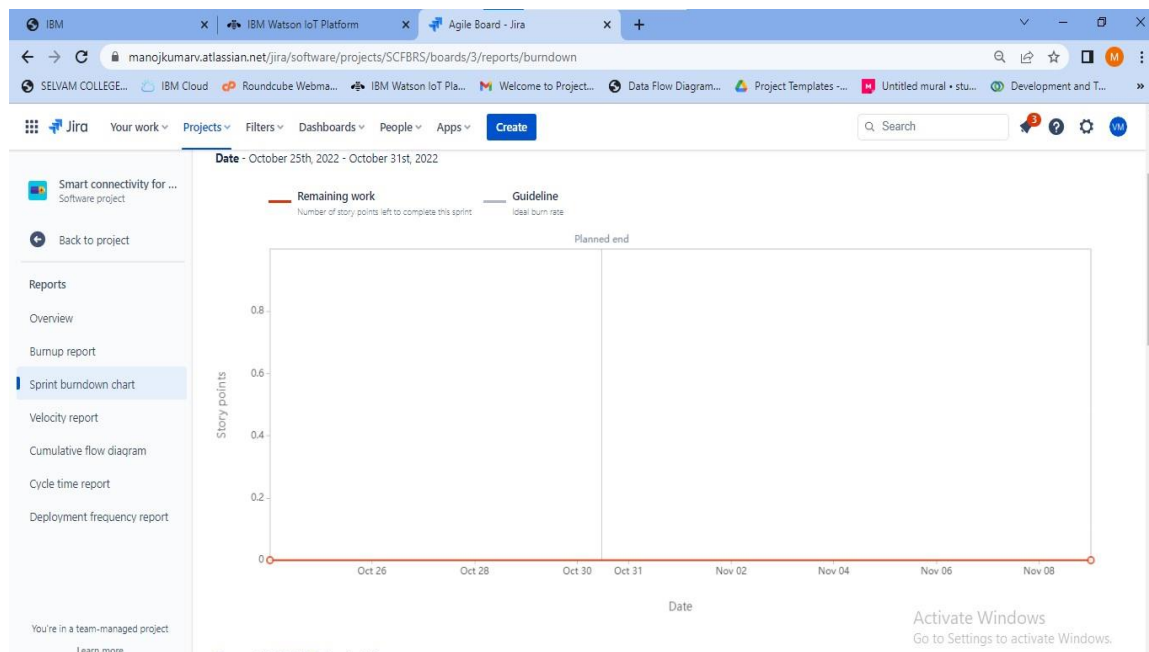 IBM
IBM Watson IoT Platform
Agile Board - Jira
manojkumarv.atlassian.net/jira/software/projects/SCFBRS/boards/3/reports/burndown
M
SELVAM COLLEGE...
IBM Cloud
Roundcube Webma...
IBM Watson IoT Pla...
Welcome to Project...
Data Flow Diagram...
Project Templates -...
Untitled mural • stu...
Development and T...
»
Jira
Your work
Projects
Filters
Dashboards
People
Apps
Create
Search
3
VM
Date - October 25th, 2022 - October 31st, 2022
Smart connectivity for ...
Software project
Back to project
Reports
Overview
Burnup report
Sprint burndown chart
Velocity report
Cumulative flow diagram
Cycle time report
Deployment frequency report
You're in a team-managed project
Learn more
Remaining work
Number of story points left to complete this sprint
Guideline
Ideal burn rate
Planned end
Story points
0.8
0.6
0.4
0.2
0
Oct 26 Oct 28 Oct 30 Oct 31 Nov 02 Nov 04 Nov 06 Nov 08
Date
Activate Windows
Go to Settings to activate Windows.